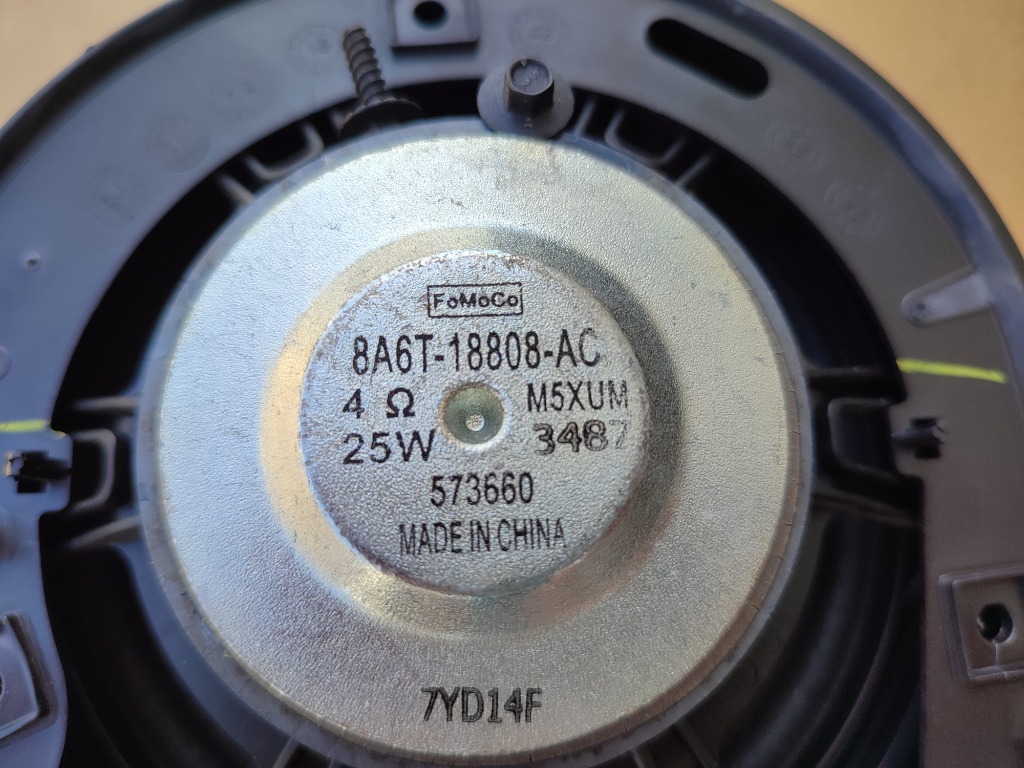 FoMoCo
8A6T-18808-AC
4 Ω M5XUM
25W 3487
573660
MADE IN CHINA
7YD14F